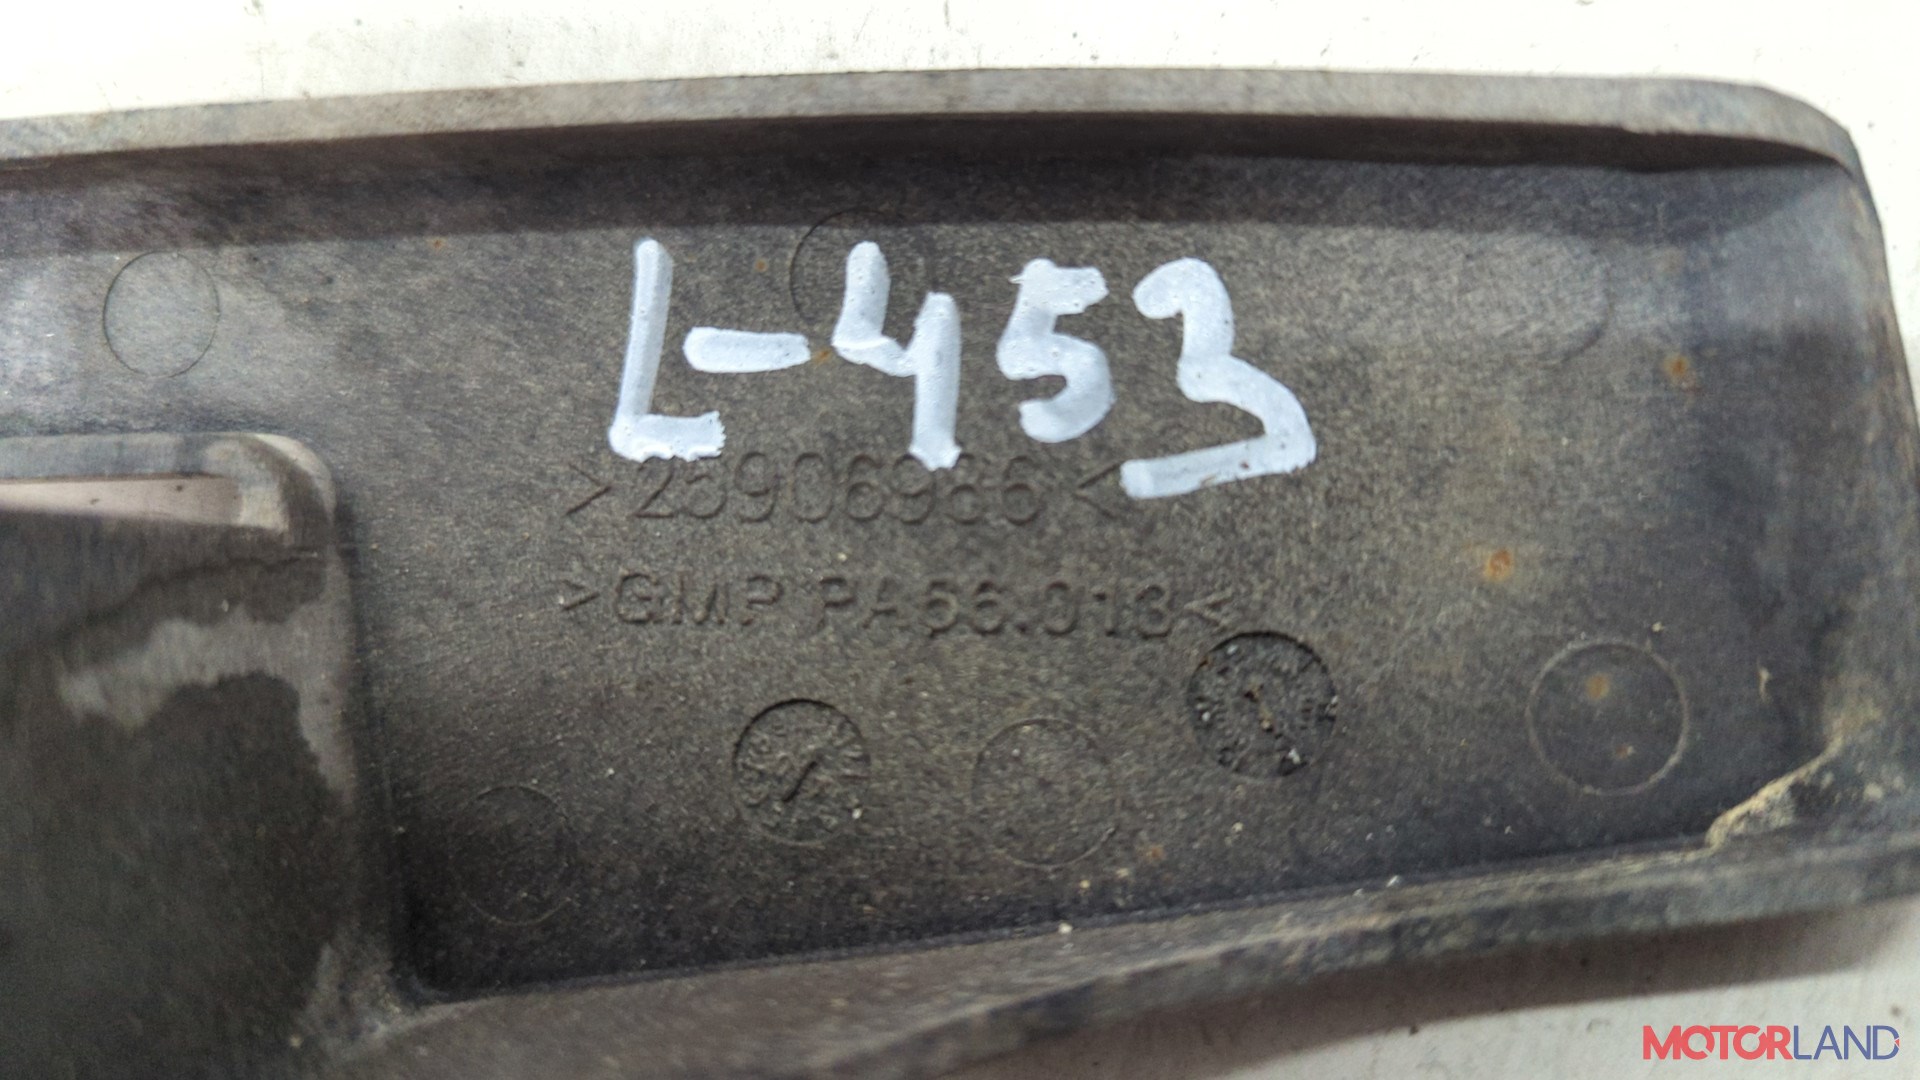 L-453
>25906986<
>GMP PA66.013<
MOTORLAND